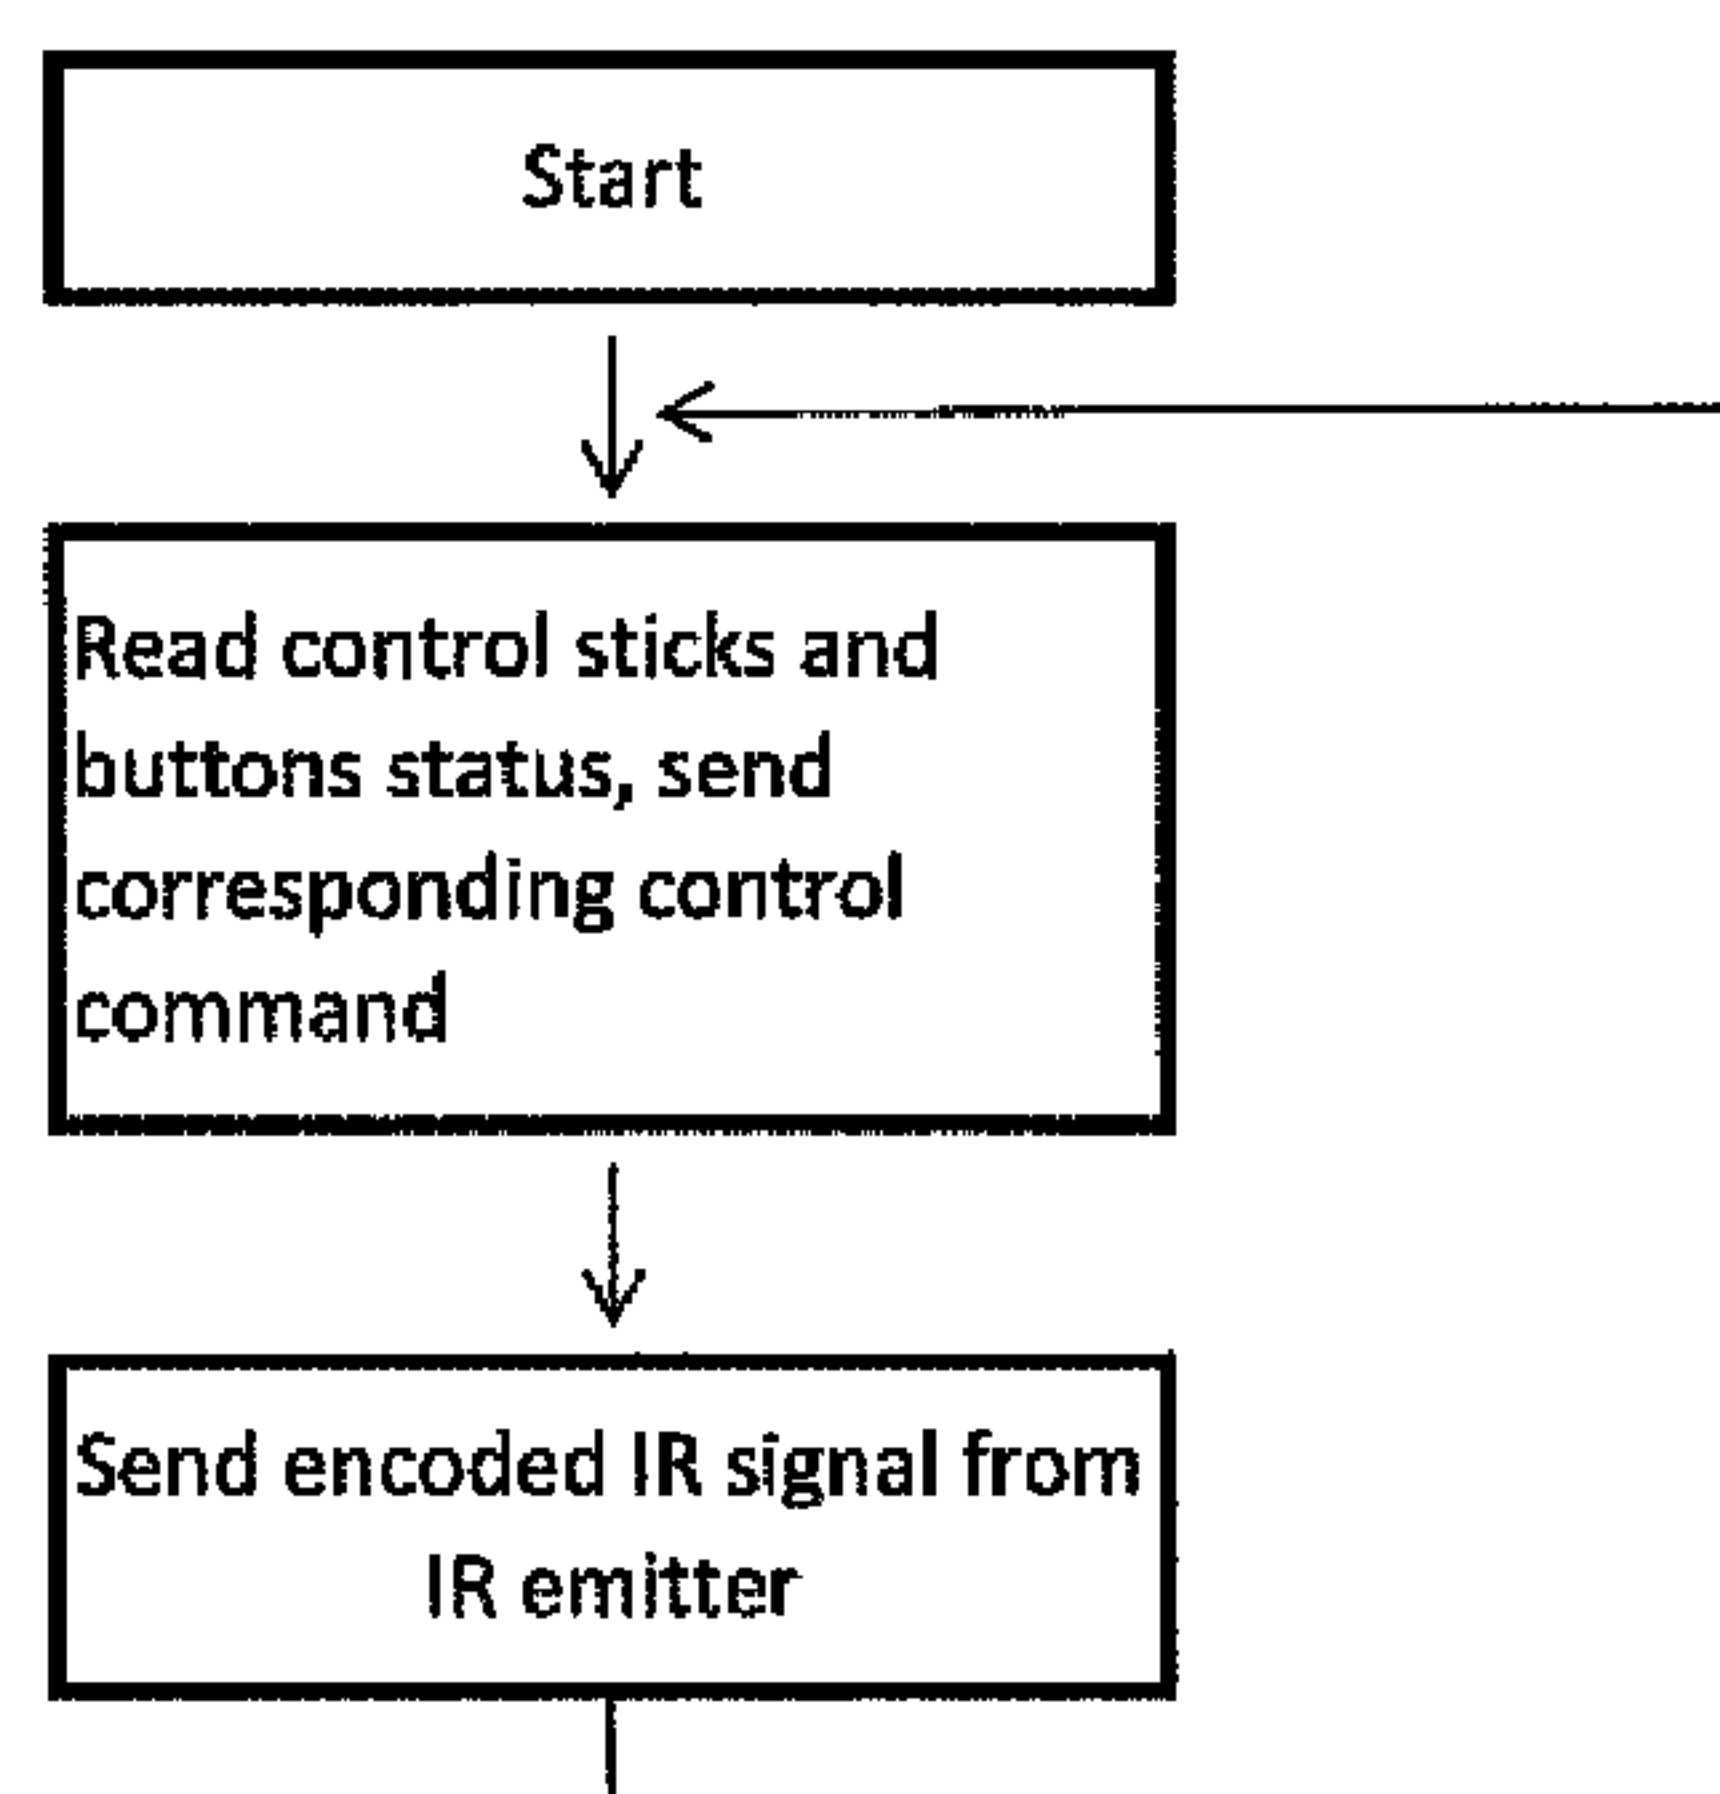 Start
Read control sticks and
buttons status, send
corresponding control
command
Send encoded IR signal from
IR emitter